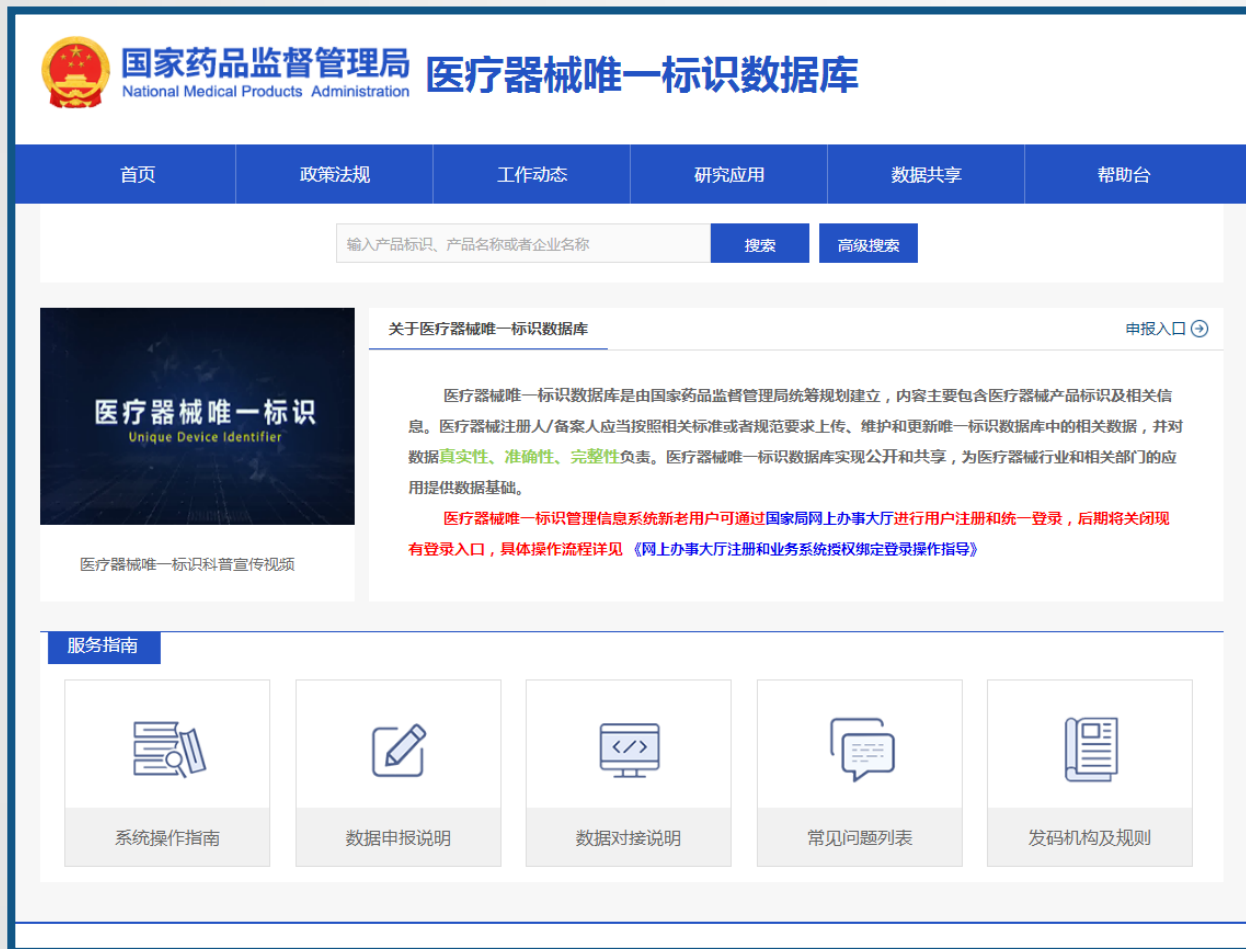 国家药品监督管理局
National Medical Products Administration
医疗器械唯一标识数据库
首页
政策法规
工作动态
研究应用
数据共享
帮助台
输入产品标识、产品名称或者企业名称
搜索
高级搜索
医疗器械唯一标识
Unique Device Identifier
医疗器械唯一标识科普宣传视频
关于医疗器械唯一标识数据库
申报入口
医疗器械唯一标识数据库是由国家药品监督管理局统筹规划建立，内容主要包含医疗器械产品标识及相关信
息。医疗器械注册人/备案人应当按照相关标准或者规范要求上传、维护和更新唯一标识数据库中的相关数据，并对
数据真实性、准确性、完整性负责。医疗器械唯一标识数据库实现公开和共享，为医疗器械行业和相关部门的应
用提供数据基础。
医疗器械唯一标识管理信息系统新老用户可通过国家局网上办事大厅进行用户注册和统一登录，后期将关闭现
有登录入口，具体操作流程详见 《网上办事大厅注册和业务系统授权绑定登录操作指导》
服务指南
系统操作指南
数据申报说明
数据对接说明
常见问题列表
发码机构及规则